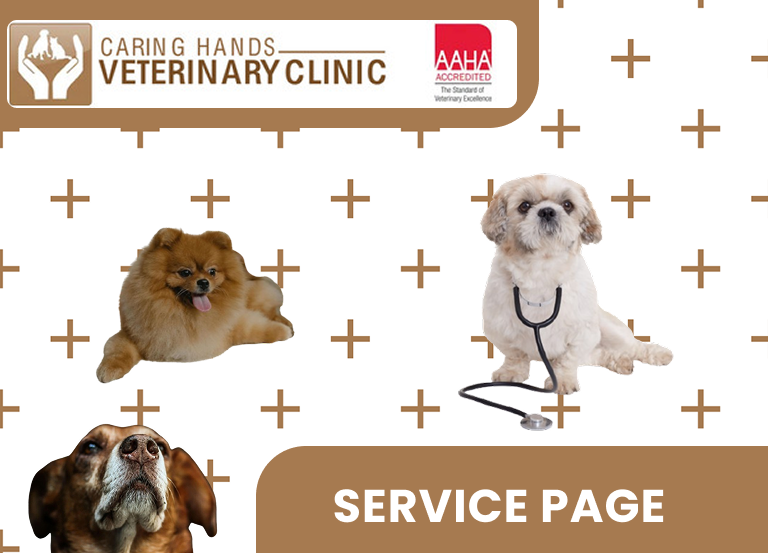 CARING HANDS
VETERINARY CLINIC
AAHA
ACCREDITED
The Standard of
Veterinary Excellence
SERVICE PAGE